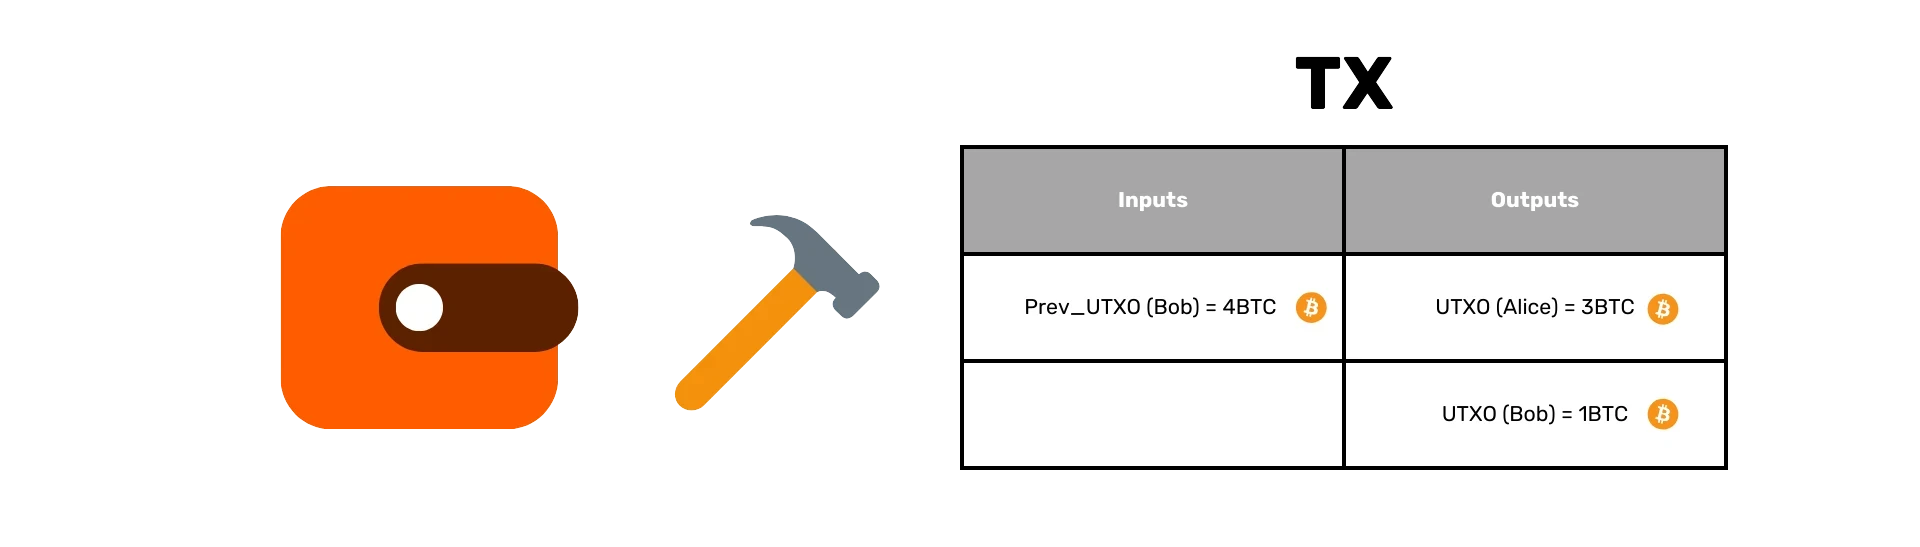 TX
Inputs
Outputs
Prev_UTXO (Bob) = 4BTC
UTXO (Alice) = 3BTC
UTXO (Bob) = 1BTC